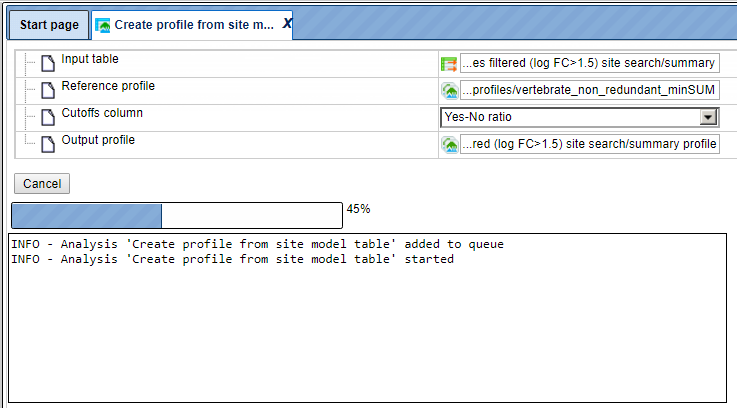 Start page
Create profile from site m... X
Input table
...es filtered (log FC>1.5) site search/summary
Reference profile
...profiles/vertebrate_non_redundant_minSUM
Cutoffs column
Yes-No ratio
Output profile
...red (log FC>1.5) site search/summary profile
Cancel
45%
INFO - Analysis 'Create profile from site model table' added to queue
INFO - Analysis 'Create profile from site model table' started